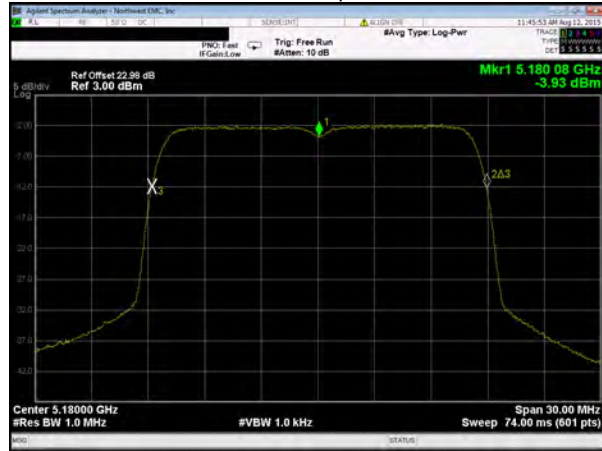 Agilent Spectrum Analyzer - Northwest EMC, Inc
RL RF 50 Ω DC SENSE:INT ALIGN OFF 11:45:53 AM Aug 12, 2015
#Avg Type: Log-Pwr TRACE 1 2 3 4 5 6
PNO: Fast Trig: Free Run TYPE
IFGain:Low #Atten: 10 dB DET S S S S S S
Mkr1 5.180 08 GHz
Ref Offset 22.98 dB
5 dB/div Ref 3.00 dBm -3.93 dBm
Log
1
-2.00
-7.00
2Δ3
-12.0
3
-17.0
-22.0
-27.0
-32.0
-37.0
-42.0
Center 5.18000 GHz Span 30.00 MHz
#Res BW 1.0 MHz #VBW 1.0 kHz Sweep 74.00 ms (601 pts)
MSG STATUS